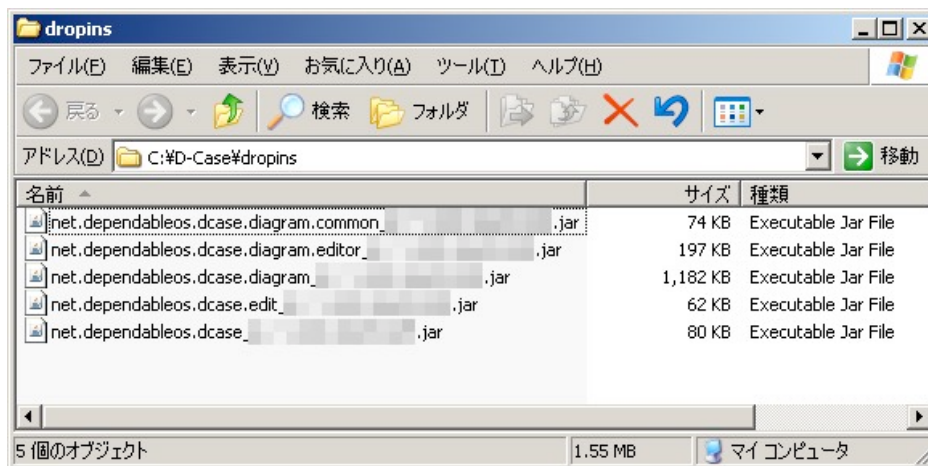 dropins
ファイル(F) 編集(E) 表示(V) お気に入り(A) ツール(T) ヘルプ(H)
戻る 検索 フォルダ
アドレス(D) C:¥D-Case¥dropins 移動
名前 サイズ 種類
net.dependableos.dcase.diagram.common_ .jar 74 KB Executable Jar File
net.dependableos.dcase.diagram.editor_ .jar 197 KB Executable Jar File
net.dependableos.dcase.diagram_ .jar 1,182 KB Executable Jar File
net.dependableos.dcase.edit_ .jar 62 KB Executable Jar File
net.dependableos.dcase_ .jar 80 KB Executable Jar File
5 個のオブジェクト 1.55 MB マイ コンピュータ